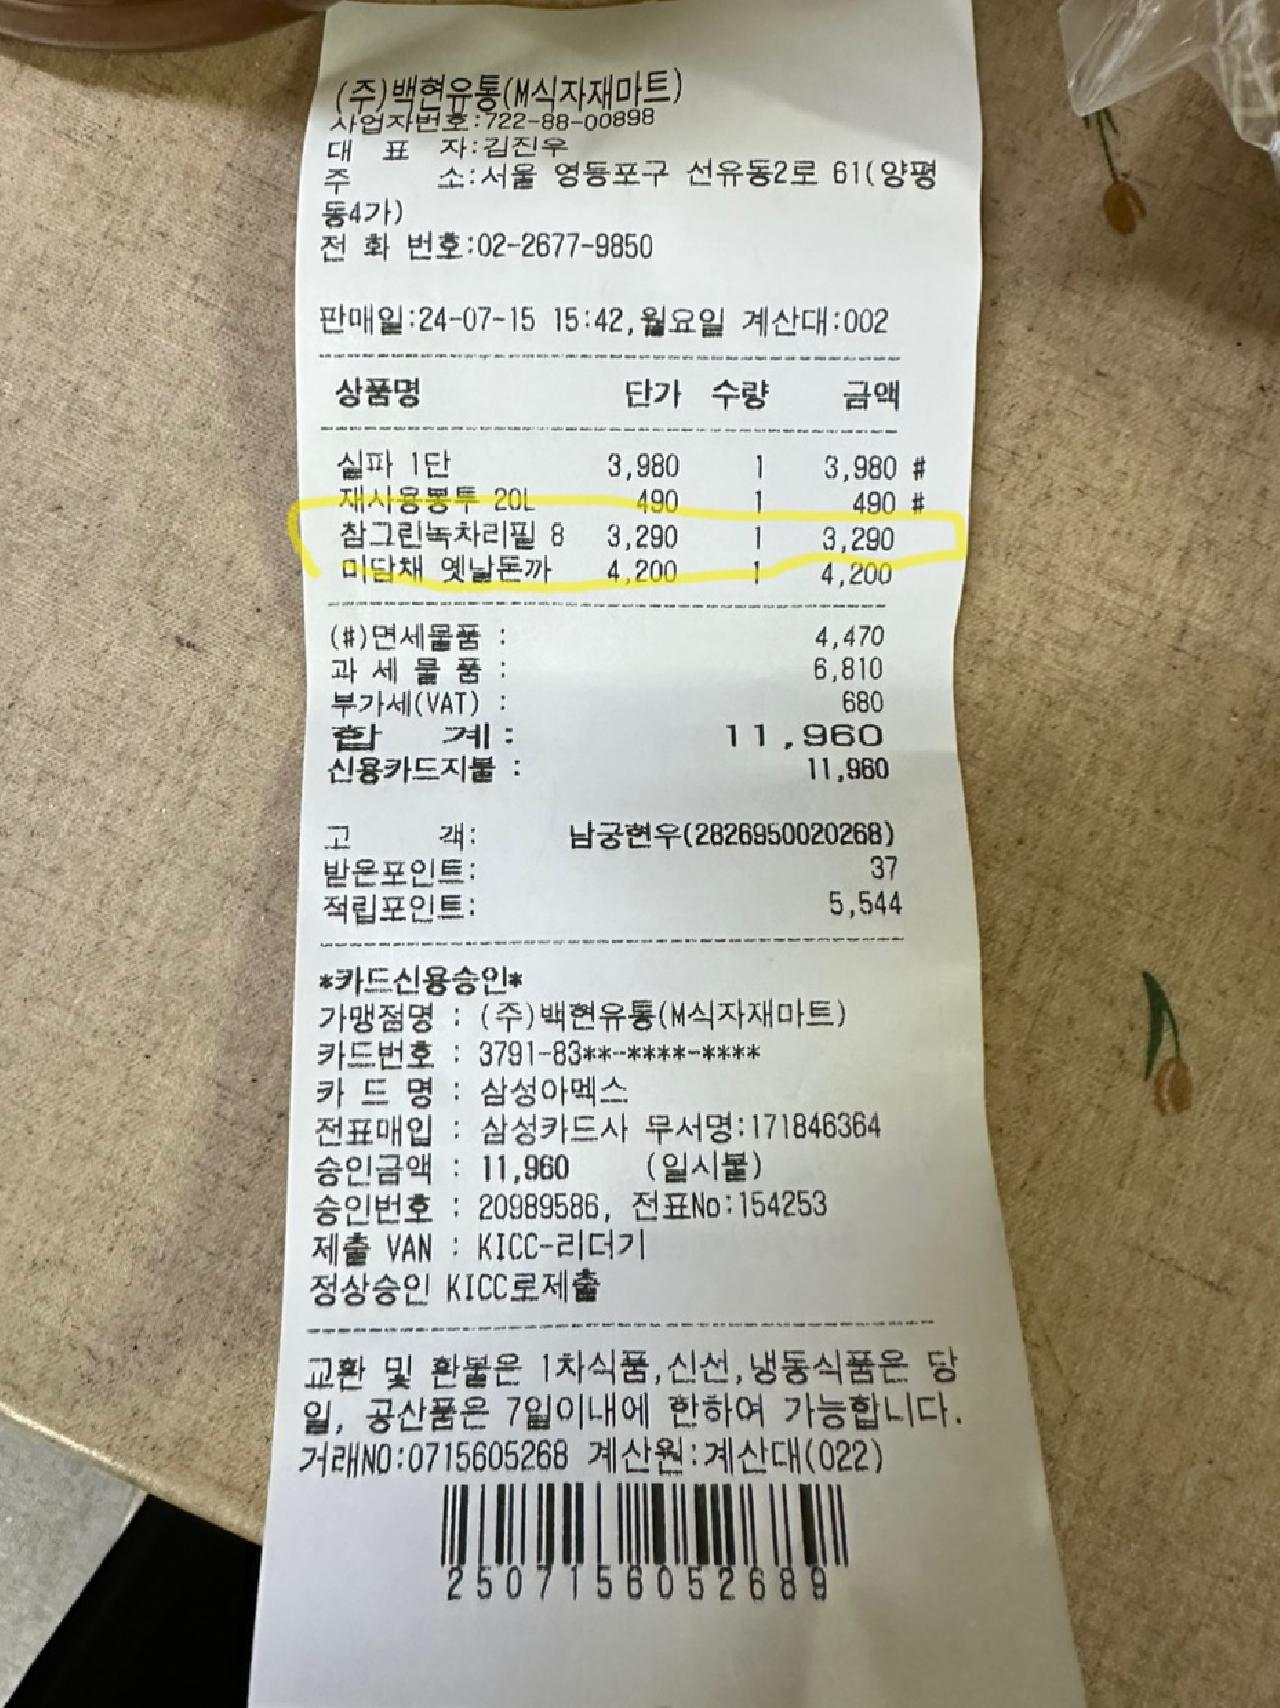 (주)백현유통(M식자재마트)
사업자번호:722-88-00898
대 표 자:김진우
주 소:서울 영등포구 선유동2로 61(양평
동4가)
전 화 번호:02-2677-9850
판매일:24-07-15 15:42,월요일 계산대:002
상품명 단가 수량 금액
실파 1단 3,980 1 3,980 #
재사용봉투 20L 490 1 490 #
참그린녹차리필 8 3,290 1 3,290
미담채 옛날돈까 4,200 1 4,200
(#)면세물품 : 4,470
과 세 물 품 : 6,810
부가세(VAT) : 680
합 계: 11,960
신용카드지불 : 11,960
고 객: 남궁현우(2826950020268)
받은포인트: 37
적립포인트: 5,544
*카드신용승인*
가맹점명 : (주)백현유통(M식자재마트)
카드번호 : 3791-83**-****-****
카 드 명 : 삼성아멕스
전표매입 : 삼성카드사 무서명:171846364
승인금액 : 11,960 (일시불)
승인번호 : 20989586, 전표No:154253
제출 VAN : KICC-리더기
정상승인 KICC로제출
교환 및 환불은 1차식품,신선,냉동식품은 당
일, 공산품은 7일이내에 한하여 가능합니다.
거래NO:0715605268 계산원:계산대(022)
2507156052689